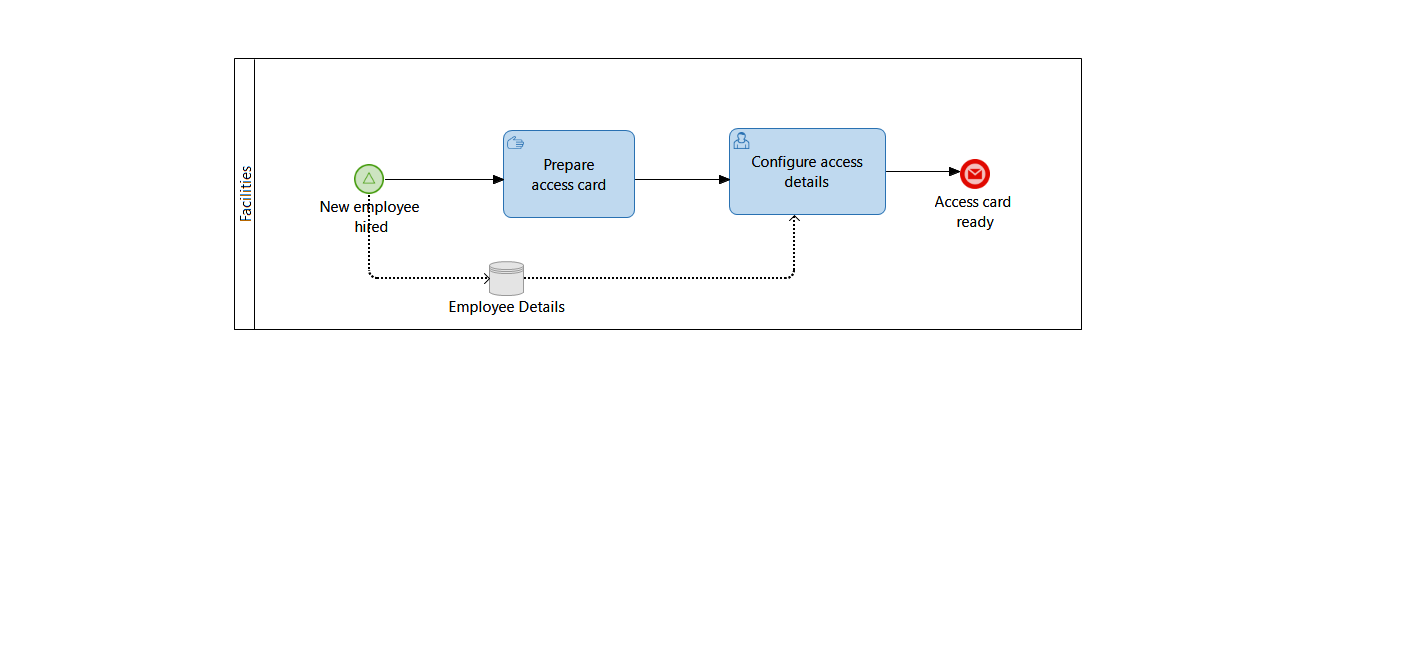 Facilities
New employee
hired
Prepare
access card
Configure access
details
Access card
ready
Employee Details